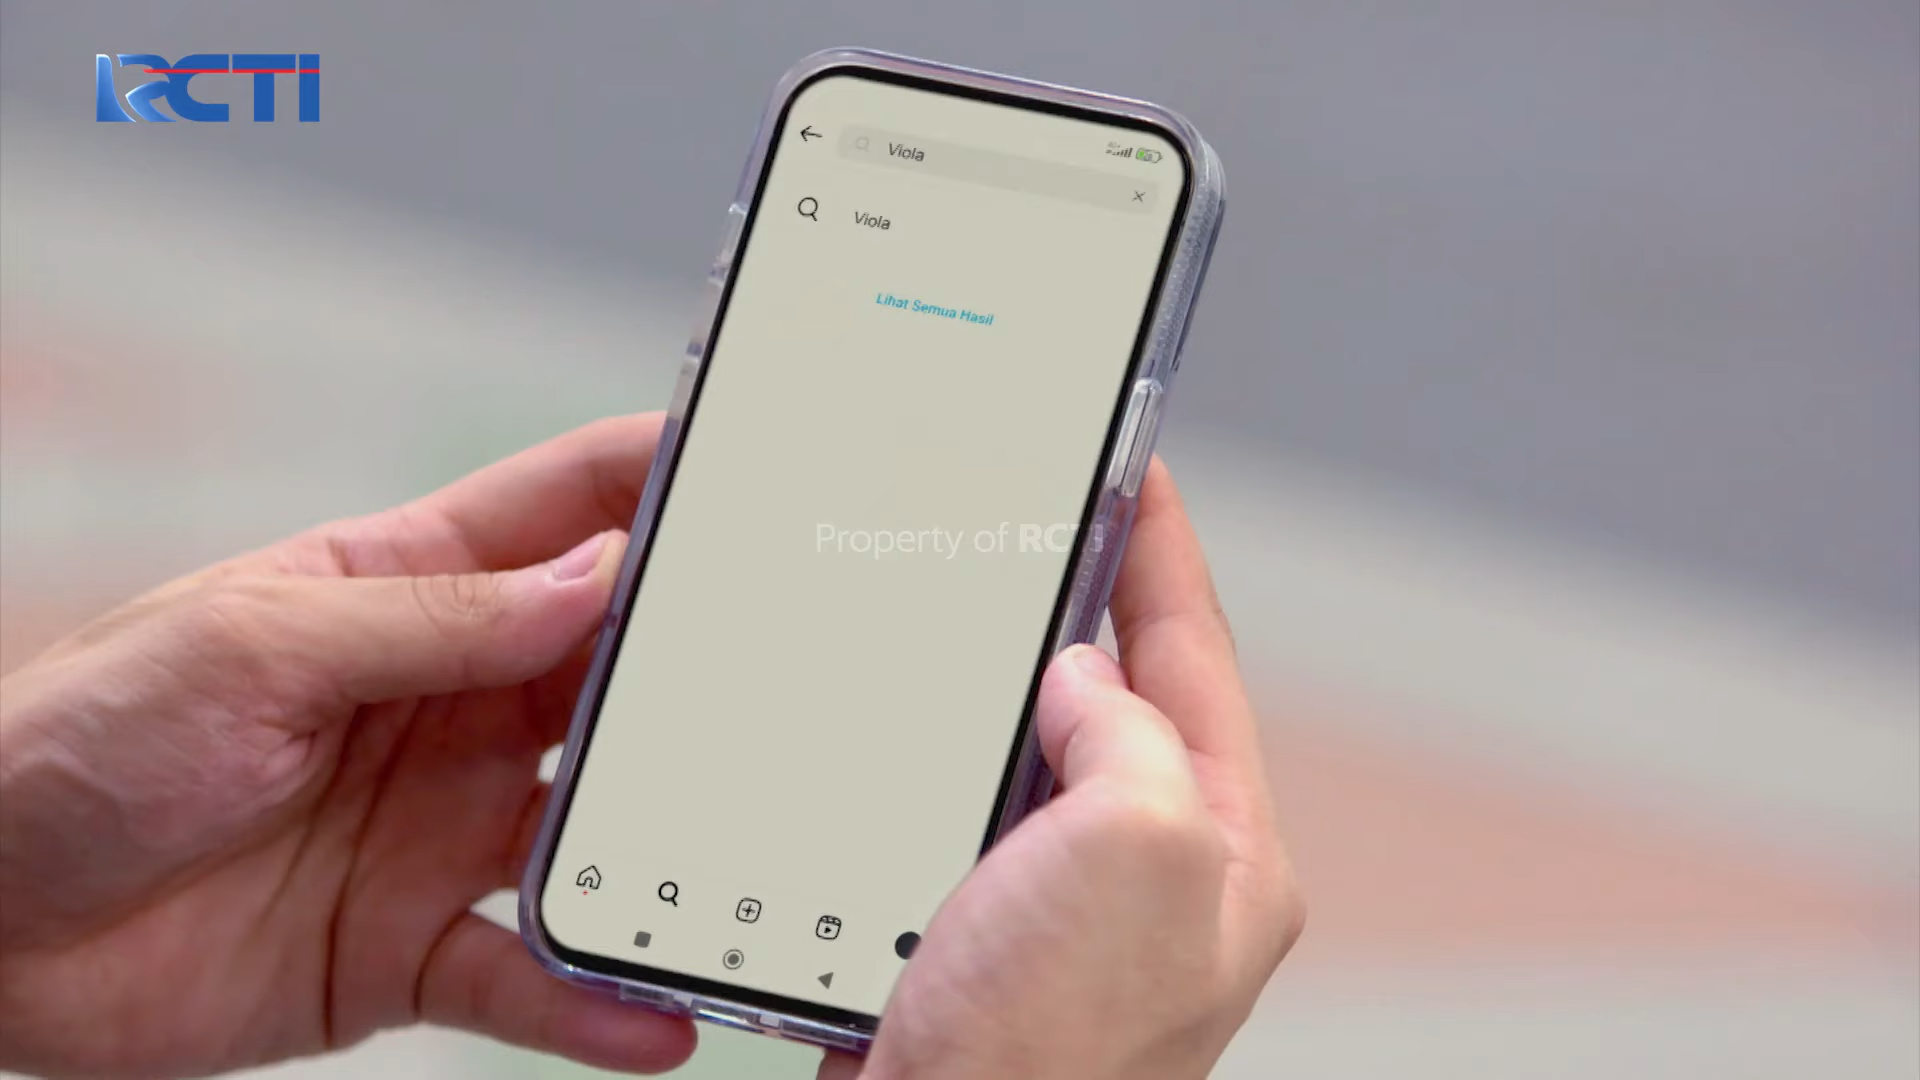 RCTI
Viola
Viola
Lihat Semua Hasil
Property of RCTI